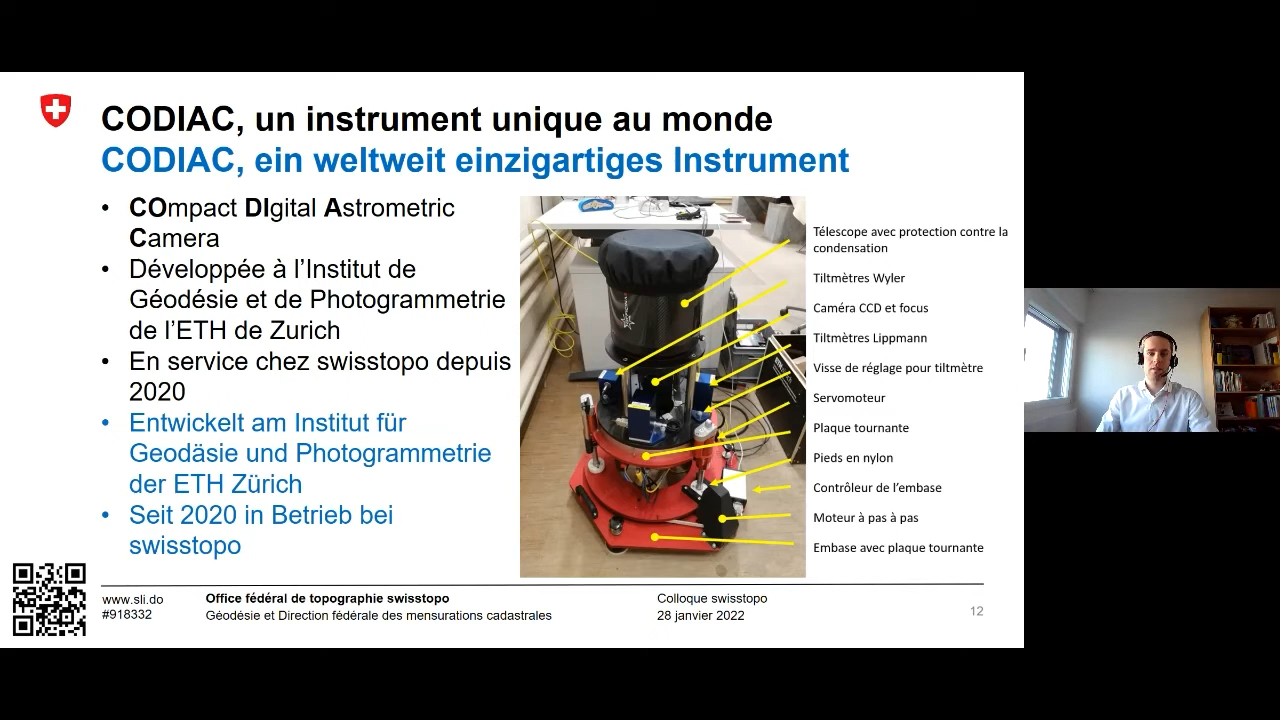 CODIAC, un instrument unique au monde
CODIAC, ein weltweit einzigartiges Instrument
• COmpact DIgital Astrometric
Camera
• Développée à l’Institut de
Géodésie et de Photogrammetrie
de l’ETH de Zurich
• En service chez swisstopo depuis
2020
• Entwickelt am Institut für
Geodäsie und Photogrammetrie
der ETH Zürich
• Seit 2020 in Betrieb bei
swisstopo
Télescope avec protection contre la
condensation
Tiltmètres Wyler
Caméra CCD et focus
Tiltmètres Lippmann
Visse de réglage pour tiltmètre
Servomoteur
Plaque tournante
Pieds en nylon
Contrôleur de l’embase
Moteur à pas à pas
Embase avec plaque tournante
www.sli.do
#918332
Office fédéral de topographie swisstopo
Géodésie et Direction fédérale des mensurations cadastrales
Colloque swisstopo
28 janvier 2022
12